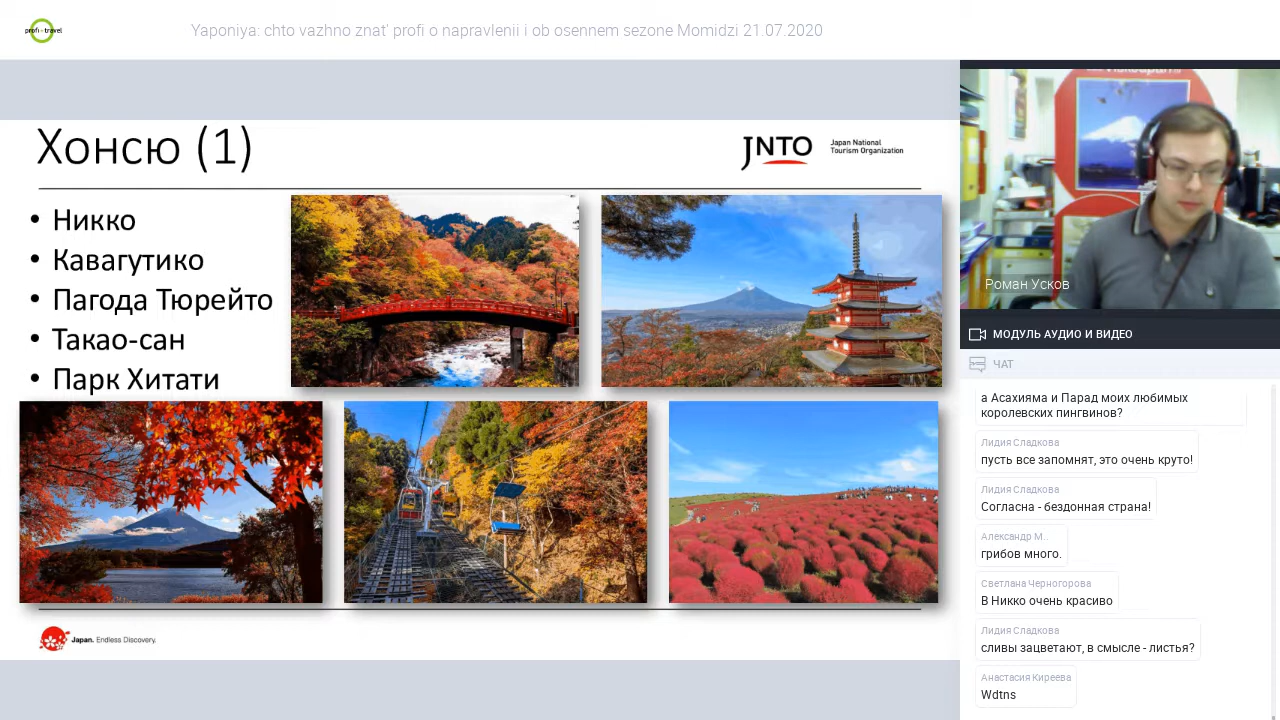 profi - travel
Yaponiya: chto vazhno znat' profi o napravlenii i ob osennem sezone Momidzi 21.07.2020
Хонсю (1)
JNTO
Japan National
Tourism Organization
• Никко
• Кавагутико
• Пагода Тюрейто
• Такао-сан
• Парк Хитати
Japan. Endless Discovery.
Роман Усков
МОДУЛЬ АУДИО И ВИДЕО
ЧАТ
а Асахияма и Парад моих любимых
королевских пингвинов?
Лидия Сладкова
пусть все запомнят, это очень круто!
Лидия Сладкова
Согласна - бездонная страна!
Александр М..
грибов много.
Светлана Черногорова
В Никко очень красиво
Лидия Сладкова
сливы зацветают, в смысле - листья?
Анастасия Киреева
Wdtns